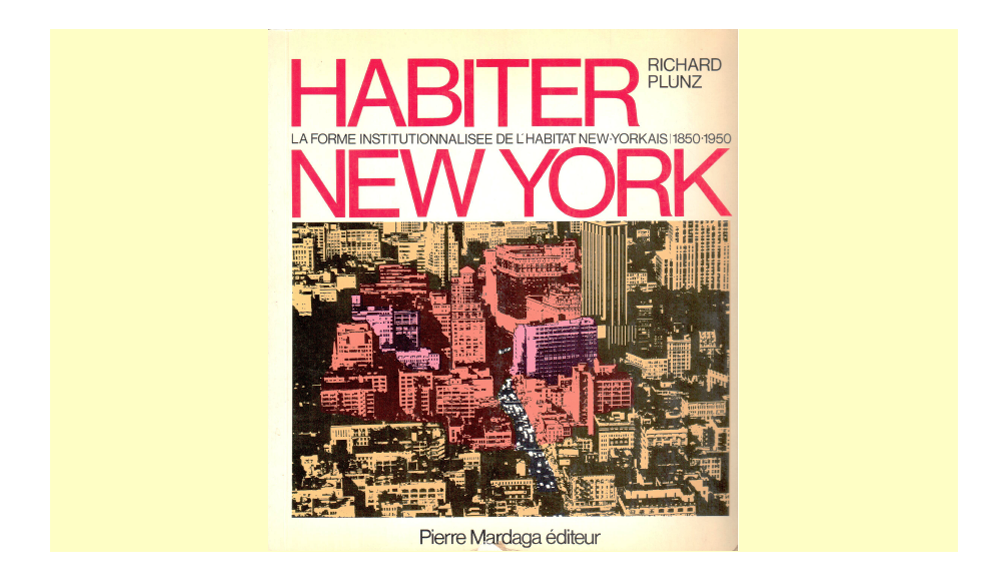 HABITER
RICHARD
PLUNZ
LA FORME INSTITUTIONNALISEE DE L'HABITAT NEW-YORKAIS | 1850-1950
NEW YORK
Pierre Mardaga éditeur